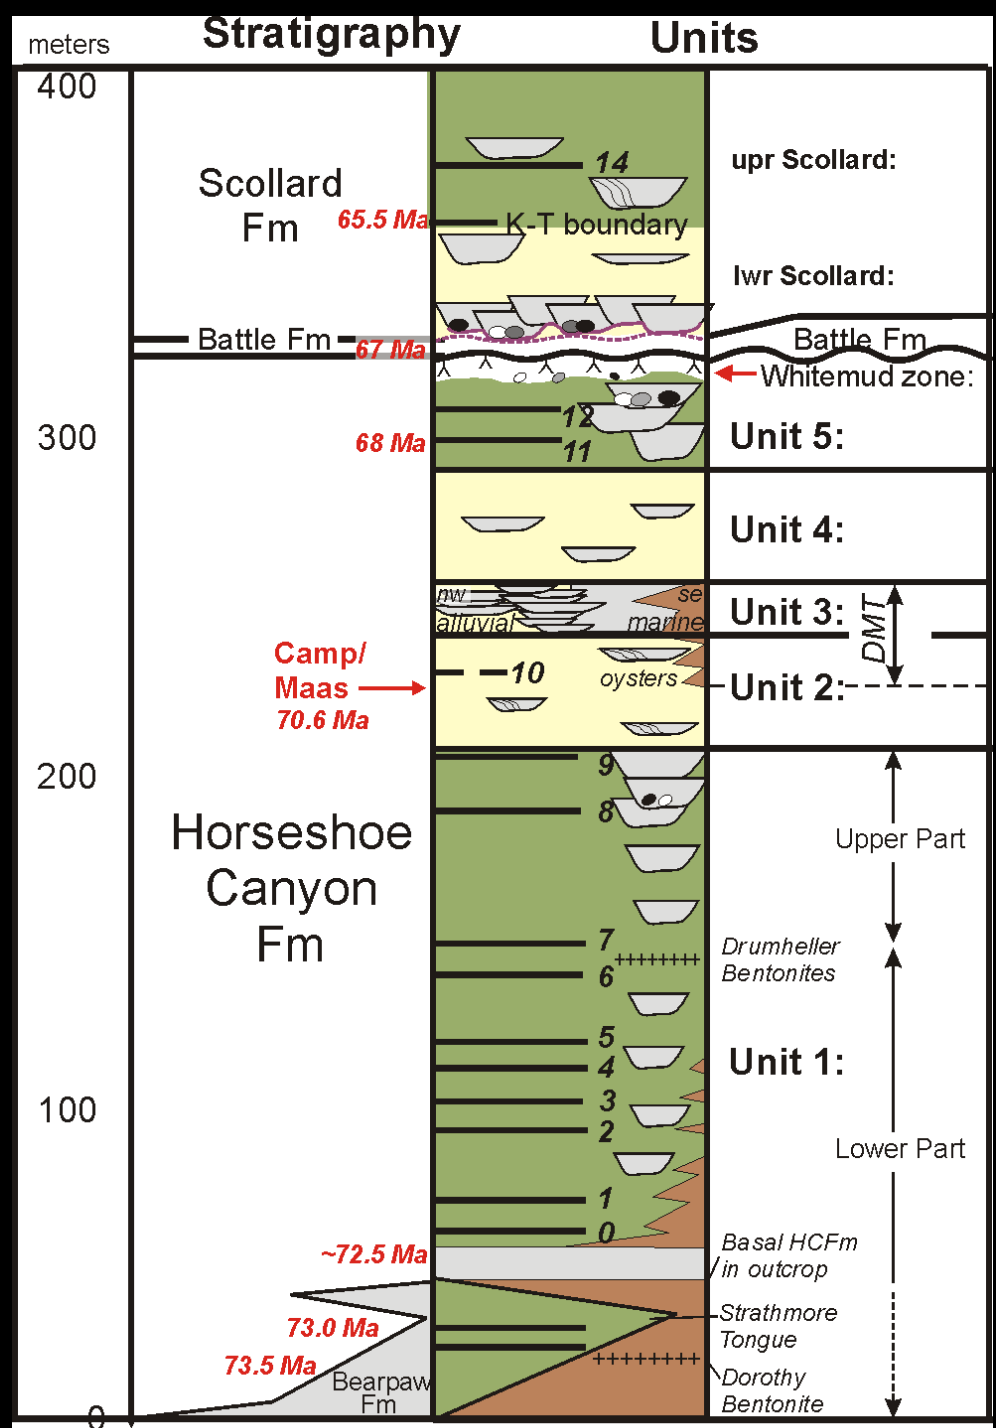 meters
Stratigraphy
Units
400
Scollard
Fm
14
upr Scollard:
65.5 Ma
K-T boundary
lwr Scollard:
Battle Fm
67 Ma
Battle Fm
Whitemud zone:
12
300
68 Ma
11
Unit 5:
Unit 4:
nw
alluvial
se
marine
Unit 3:
DMT
Camp/
Maas
70.6 Ma
10
oysters
Unit 2:
200
9
8
Horseshoe
Canyon
Fm
Upper Part
7
6
Drumheller
Bentonites
5
4
Unit 1:
3
100
2
Lower Part
1
0
~72.5 Ma
Basal HCFm
in outcrop
73.0 Ma
Strathmore
Tongue
73.5 Ma
Bearpaw
Fm
Dorothy
Bentonite
0